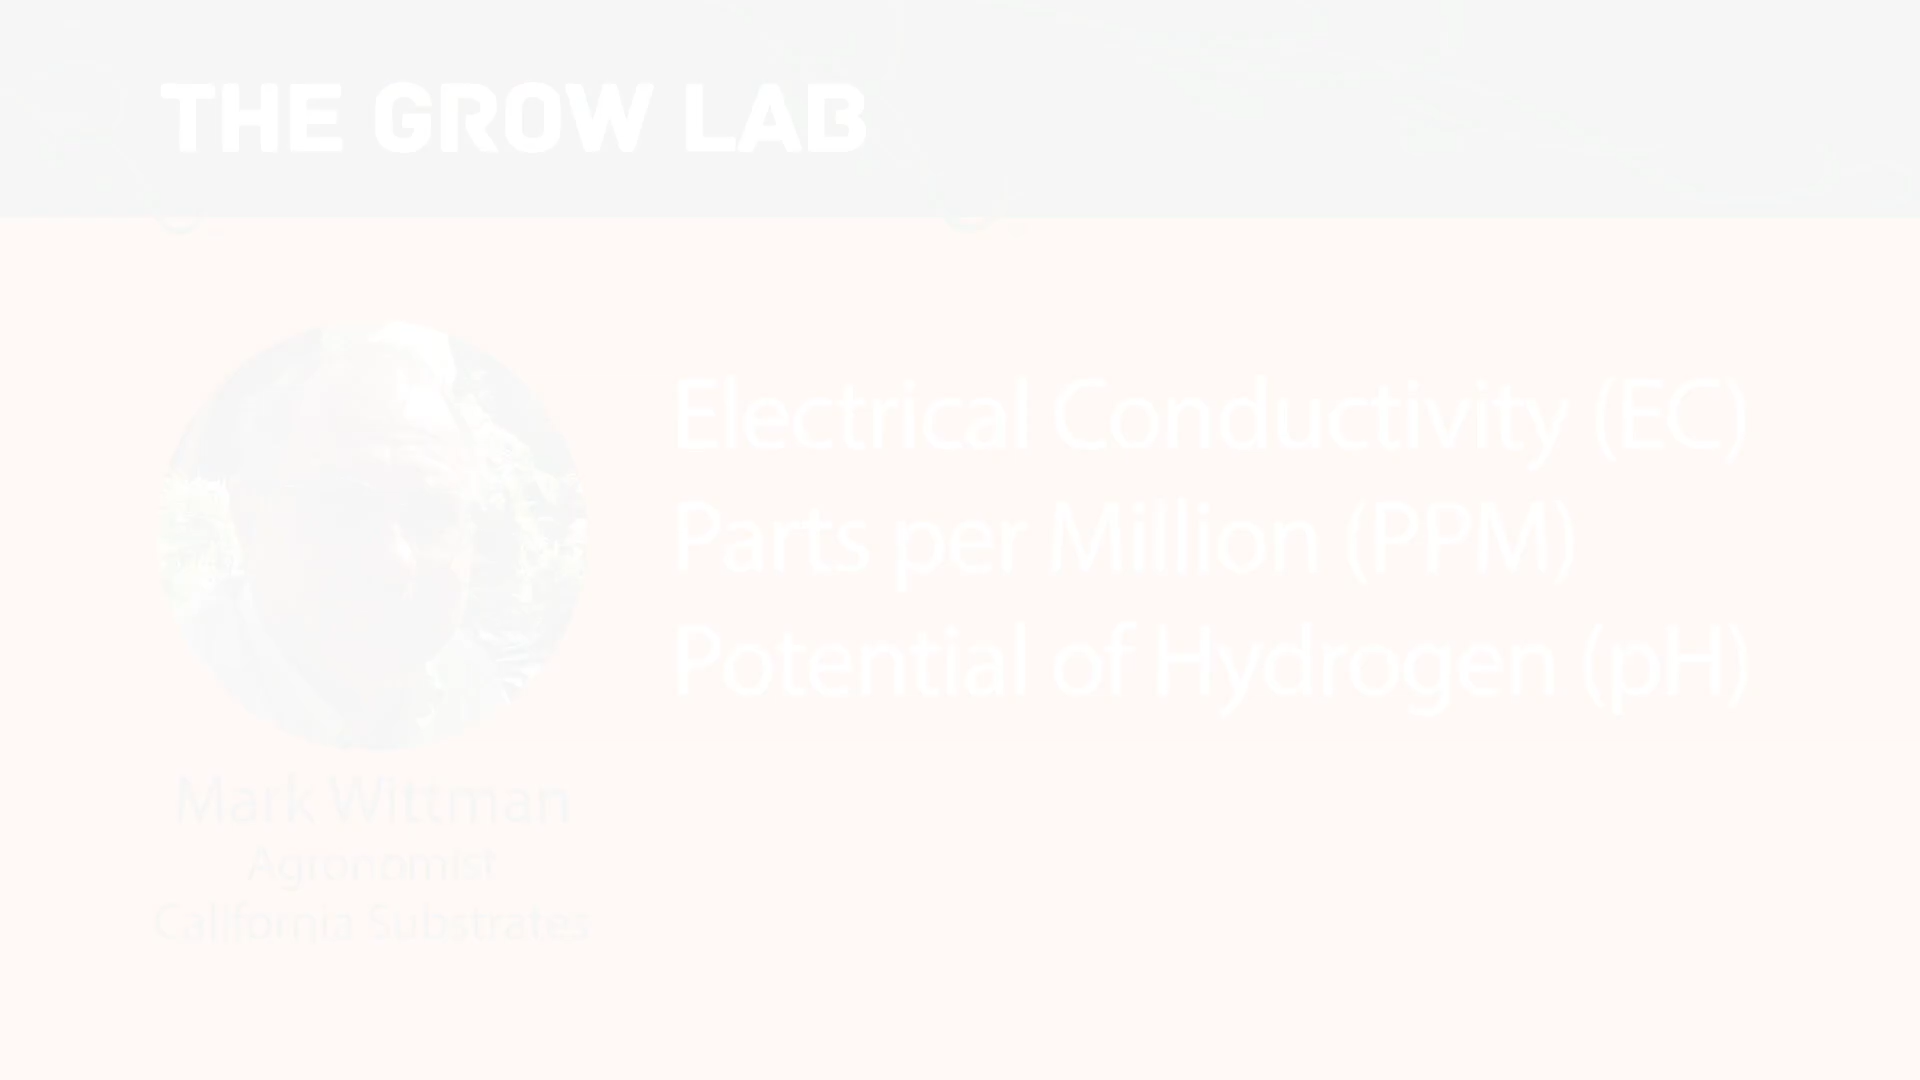 THE GROW LAB
Electrical Conductivity (EC)
Parts per Million (PPM)
Potential of Hydrogen (pH)
Mark Wittman
Agronomist
California Substrates